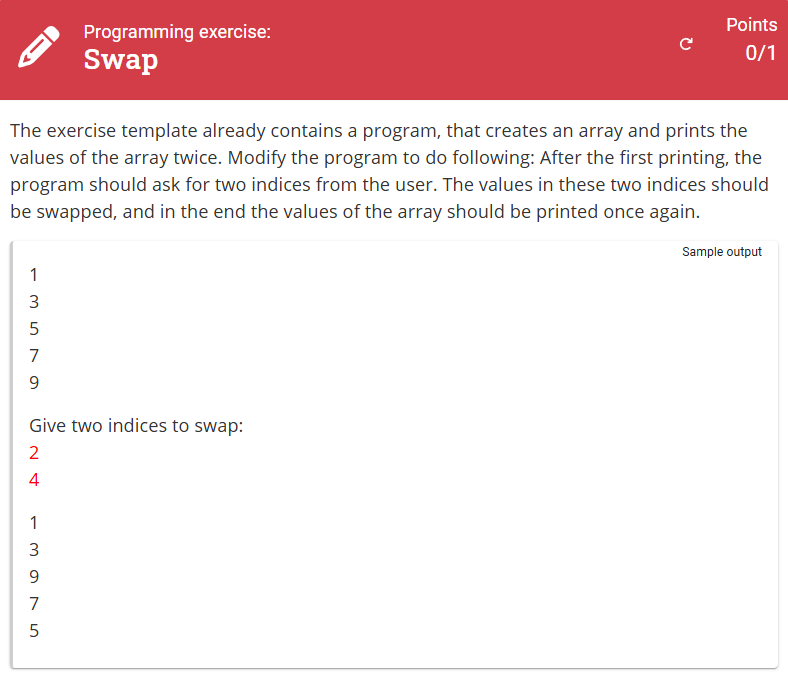 Programming exercise:
Swap
Points
0/1
The exercise template already contains a program, that creates an array and prints the
values of the array twice. Modify the program to do following: After the first printing, the
program should ask for two indices from the user. The values in these two indices should
be swapped, and in the end the values of the array should be printed once again.
Sample output
1
3
5
7
9
Give two indices to swap:
2
4
1
3
9
7
5